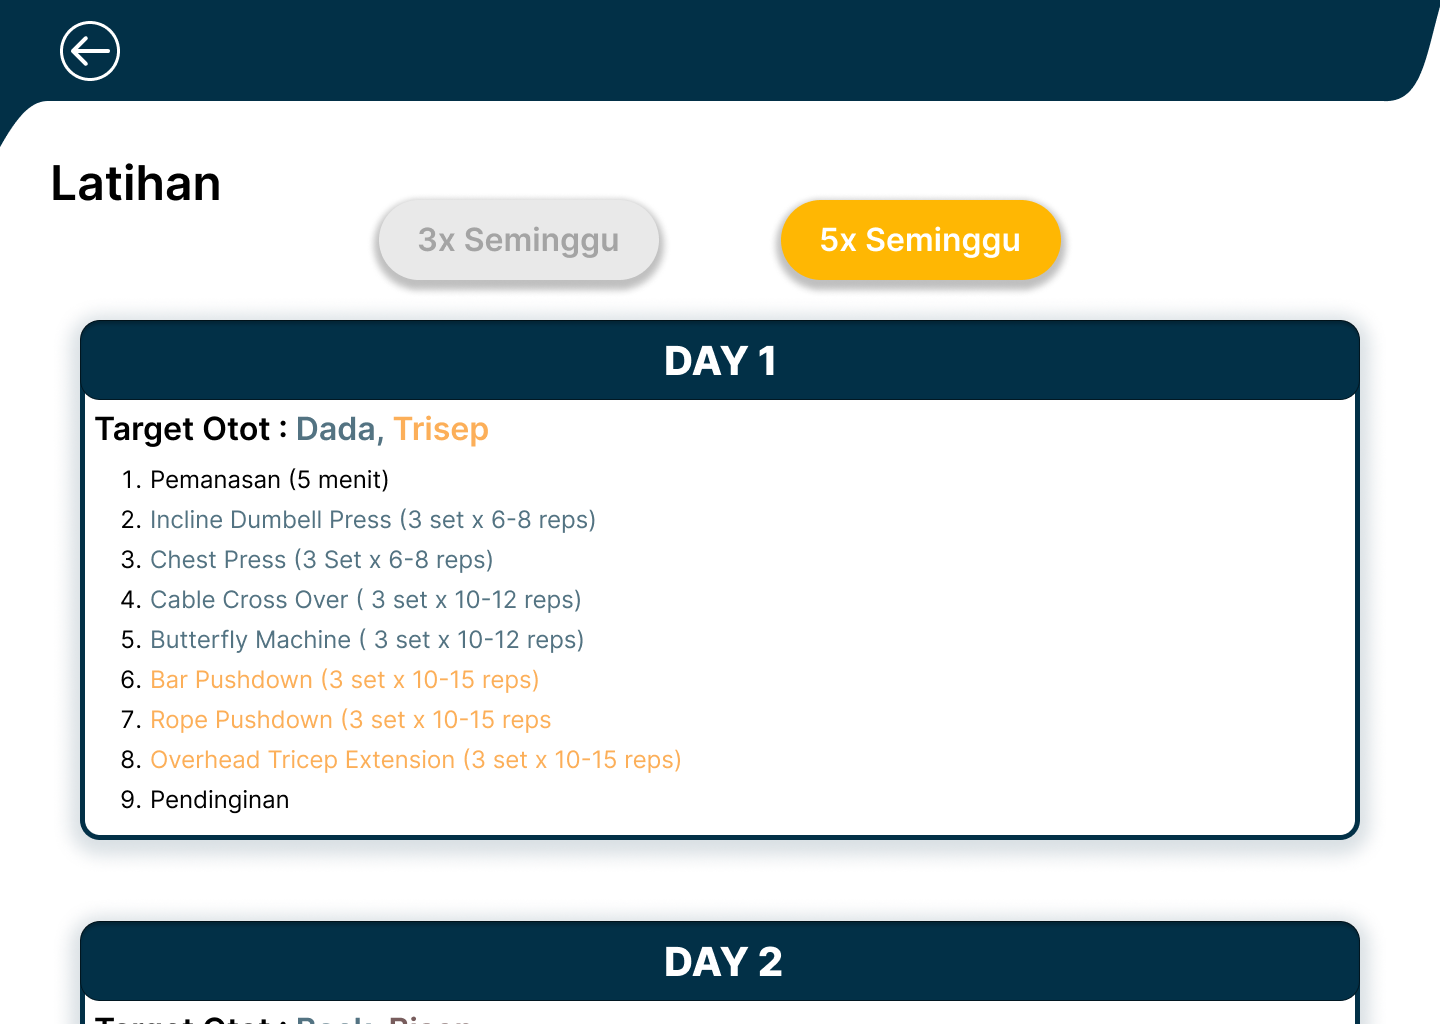 Latihan
3x Seminggu
5x Seminggu
DAY 1
Target Otot : Dada, Trisep
1. Pemanasan (5 menit)
2. Incline Dumbell Press (3 set x 6-8 reps)
3. Chest Press (3 Set x 6-8 reps)
4. Cable Cross Over ( 3 set x 10-12 reps)
5. Butterfly Machine ( 3 set x 10-12 reps)
6. Bar Pushdown (3 set x 10-15 reps)
7. Rope Pushdown (3 set x 10-15 reps
8. Overhead Tricep Extension (3 set x 10-15 reps)
9. Pendinginan
DAY 2
Target Otot : Back, Bisep